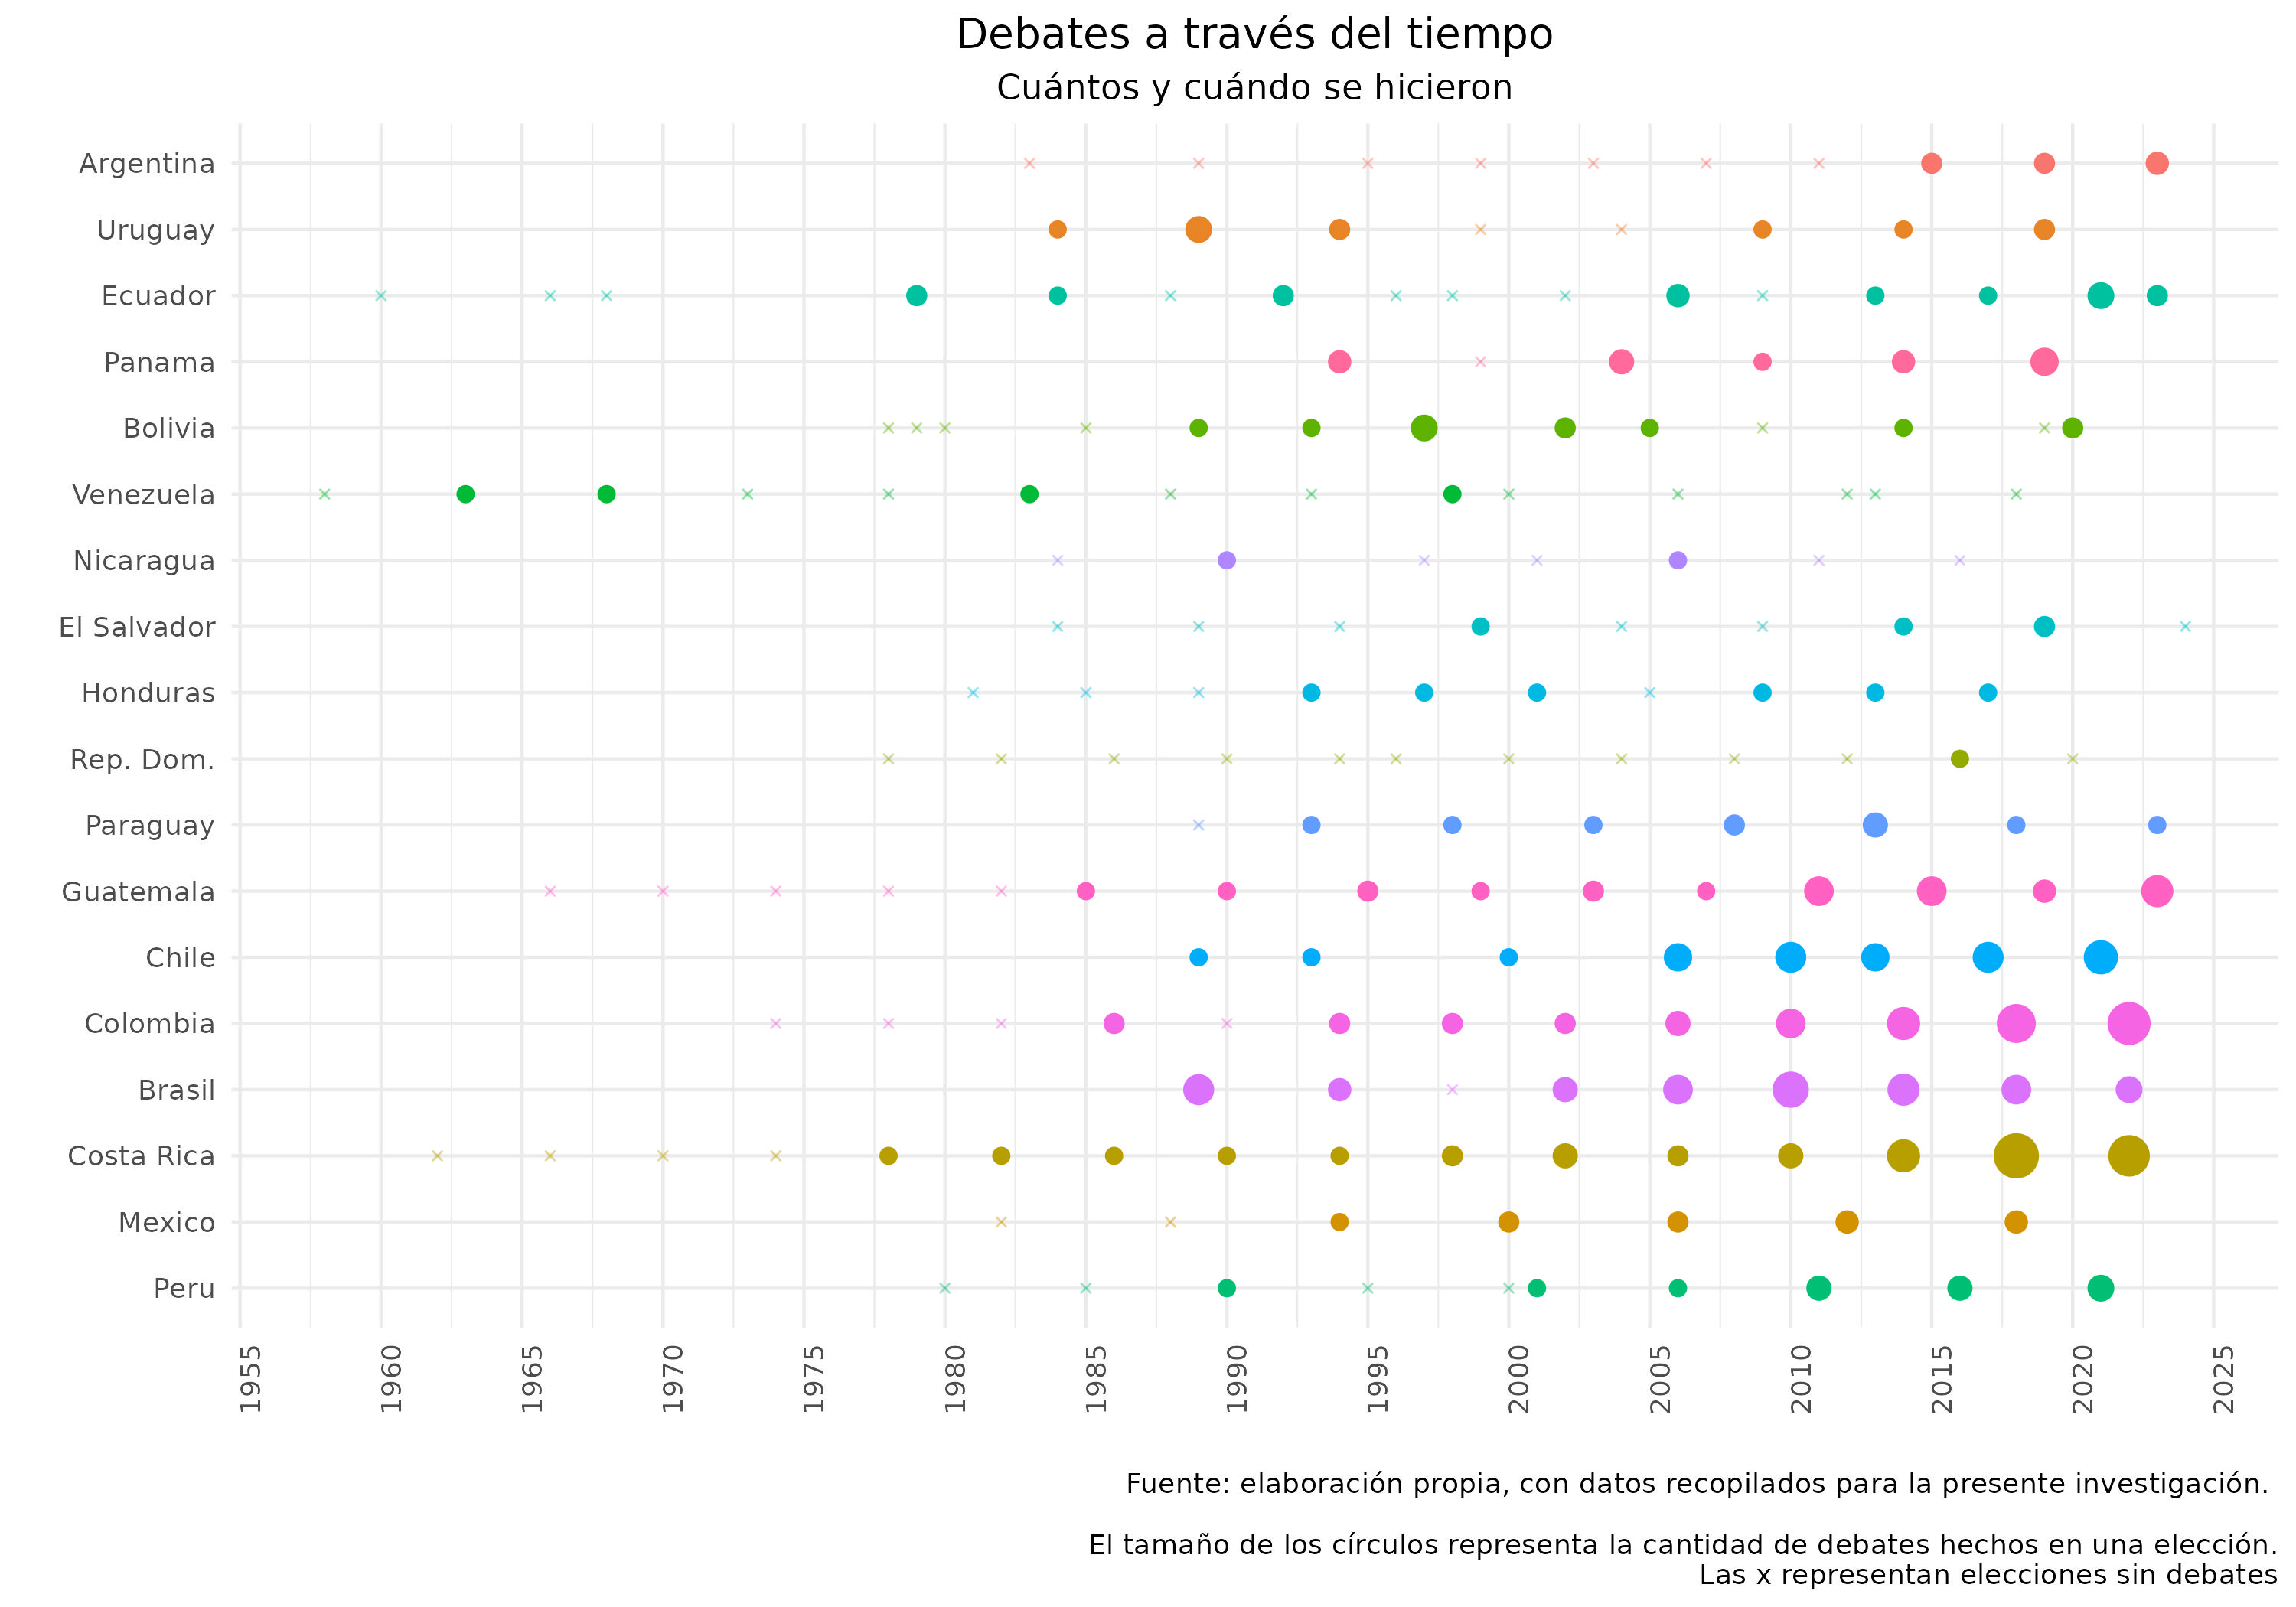 Debates a través del tiempo
Cuántos y cuándo se hicieron
Argentina
Uruguay
Ecuador
Panama
Bolivia
Venezuela
Nicaragua
El Salvador
Honduras
Rep. Dom.
Paraguay
Guatemala
Chile
Colombia
Brasil
Costa Rica
Mexico
Peru
1955
1960
1965
1970
1975
1980
1985
1990
1995
2000
2005
2010
2015
2020
2025
Fuente: elaboración propia, con datos recopilados para la presente investigación.
El tamaño de los círculos representa la cantidad de debates hechos en una elección.
Las x representan elecciones sin debates